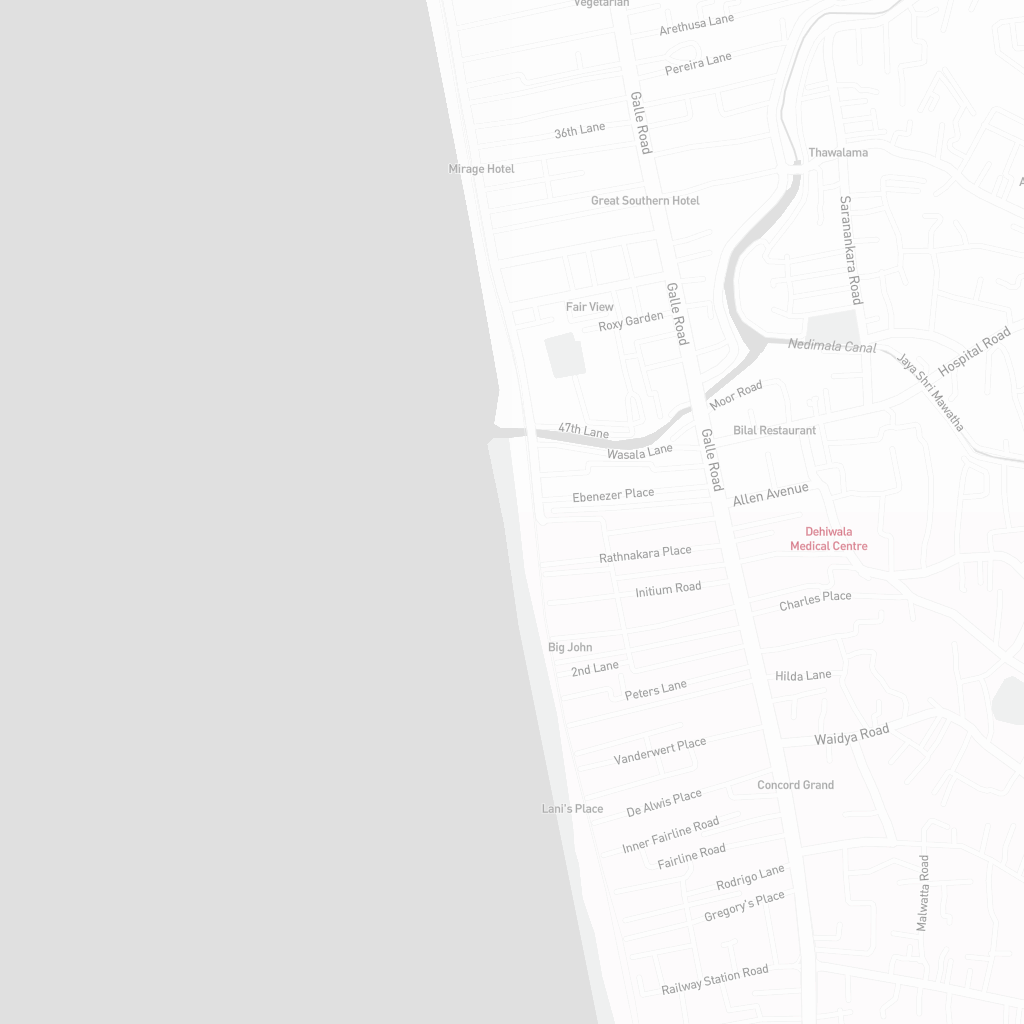 Vegetarian
Arethusa Lane
Pereira Lane
Galle Road
36th Lane
Thawalama
Mirage Hotel
Great Southern Hotel
Saranankara Road
Fair View
Roxy Garden
Galle Road
Nedimala Canal
Hospital Road
Jaya Shri Mawatha
Moor Road
47th Lane
Bilal Restaurant
Wasala Lane
Galle Road
Ebenezer Place
Allen Avenue
Dehiwala
Medical Centre
Rathnakara Place
Initium Road
Charles Place
Big John
2nd Lane
Hilda Lane
Peters Lane
Waidya Road
Vanderwert Place
Concord Grand
De Alwis Place
Lani's Place
Inner Fairline Road
Fairline Road
Rodrigo Lane
Malwatta Road
Gregory's Place
Railway Station Road